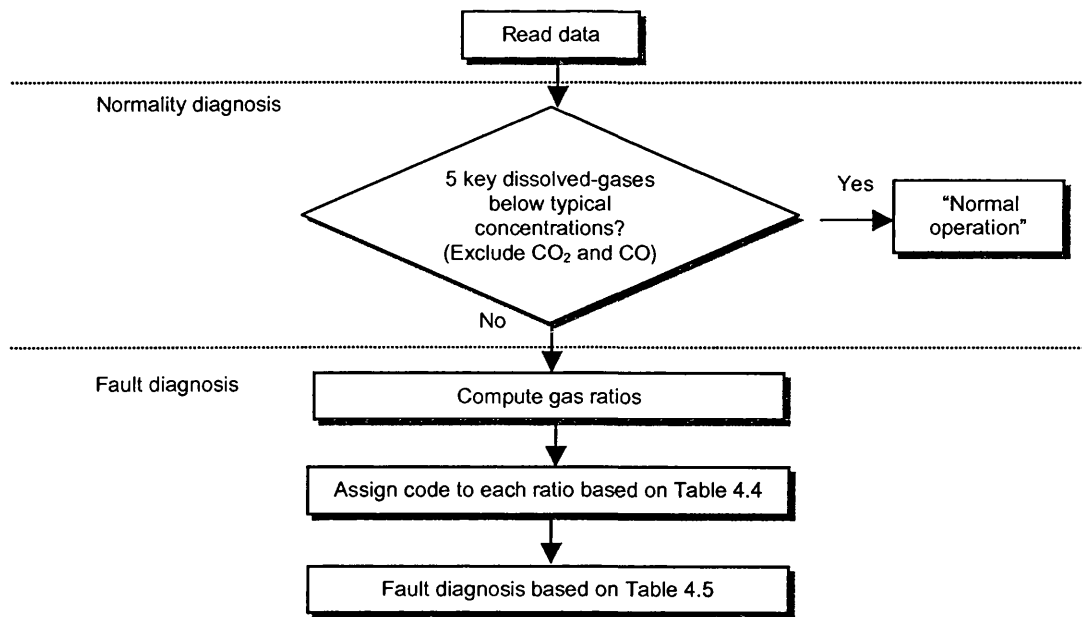 Read data
Normality diagnosis
5 key dissolved-gases
below typical
concentrations?
(Exclude CO₂ and CO)
Yes
“Normal
operation”
No
Fault diagnosis
Compute gas ratios
Assign code to each ratio based on Table 4.4
Fault diagnosis based on Table 4.5